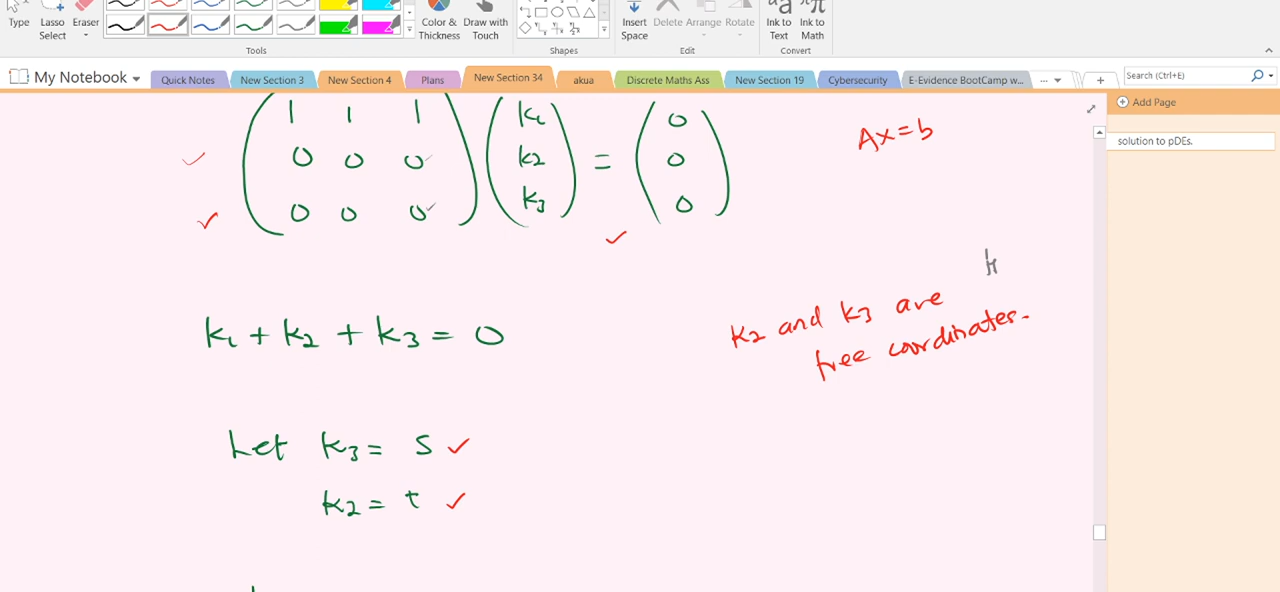 Type
Lasso Select
Eraser
Color & Thickness
Draw with Touch
Insert Space
Delete
Arrange
Rotate
Ink to Text
Ink to Math
Tools
Shapes
Edit
Convert
My Notebook
Quick Notes
New Section 3
New Section 4
Plans
New Section 34
akua
Discrete Maths Ass
New Section 19
Cybersecurity
E-Evidence BootCamp w...
...
Search (Ctrl+E)
Add Page
solution to pDEs.
1 1 1 k1 0
0 0 0 k2 = 0
0 0 0 k3 0
Ax=b
k1 + k2 + k3 = 0
k2 and k3 are
free coordinates.
Let k3 = s
k2 = t